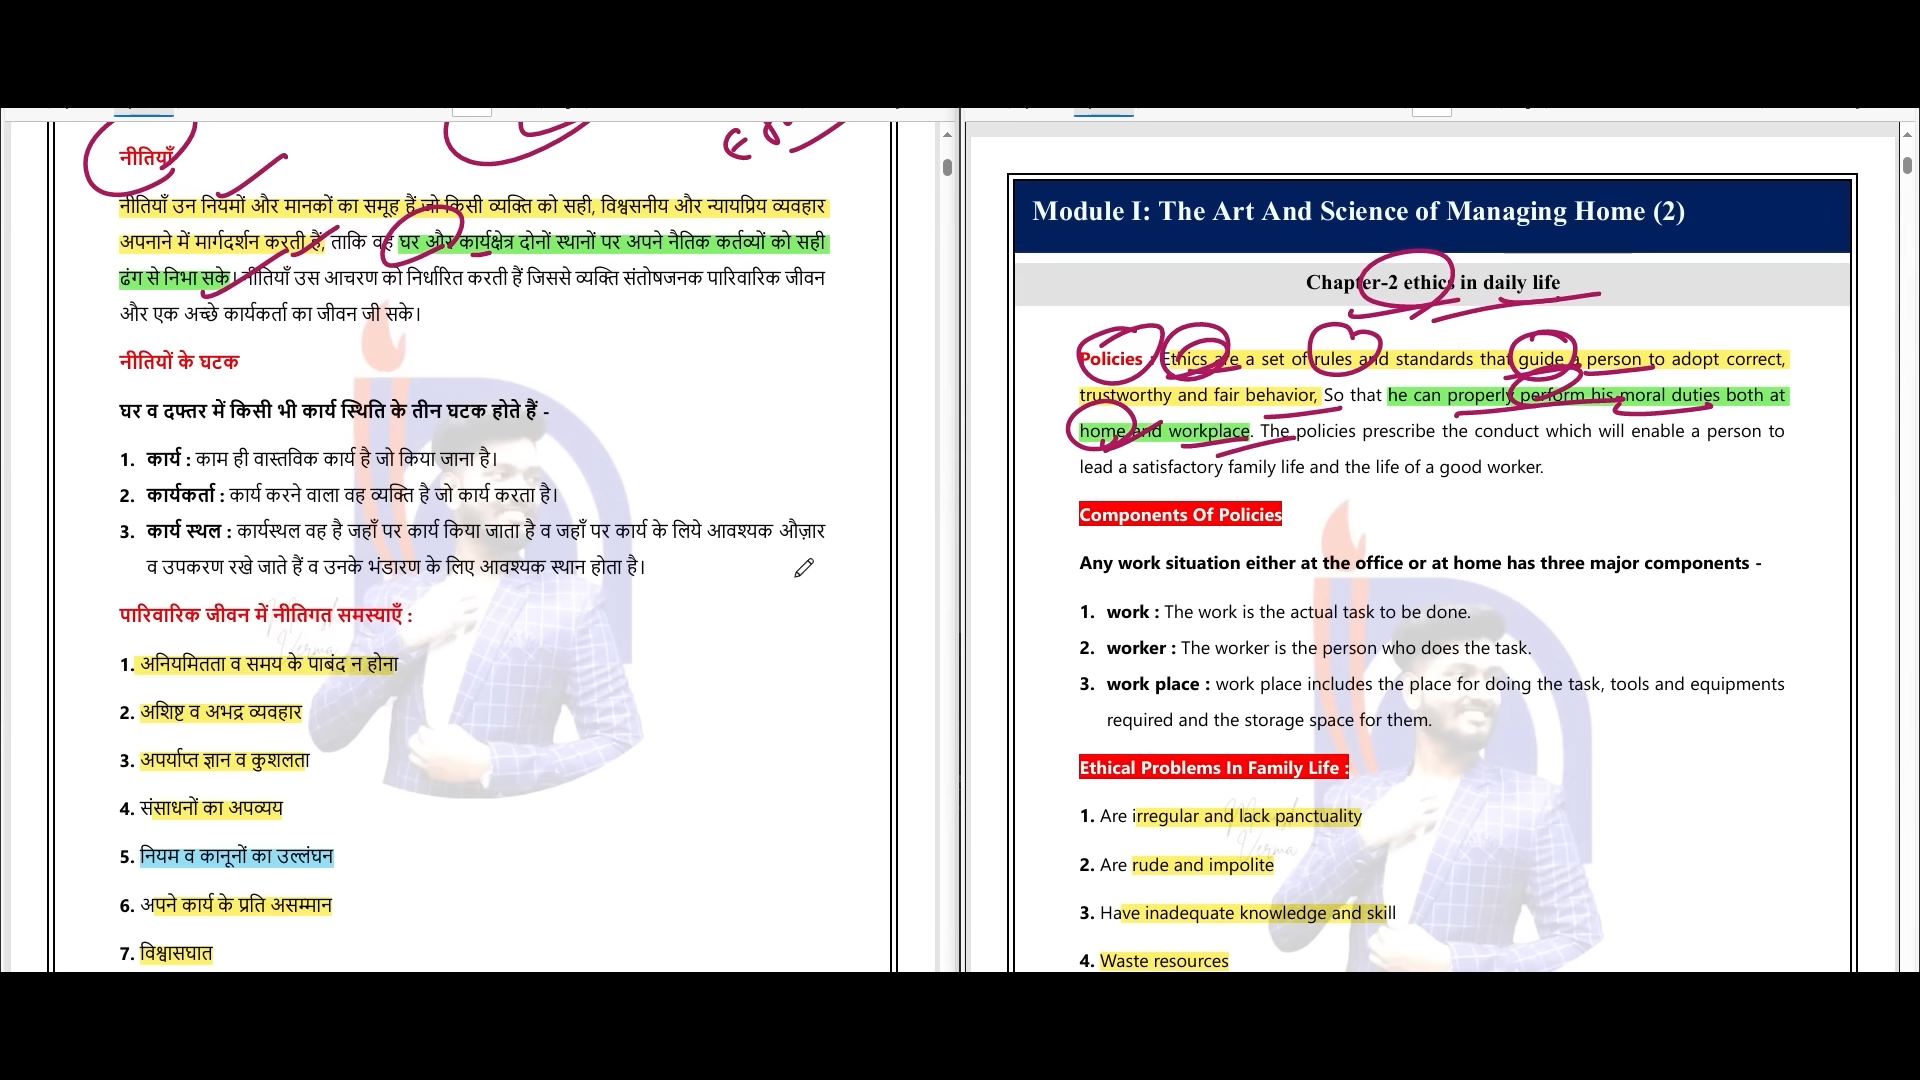 नीतियाँ
नीतियाँ उन नियमों और मानकों का समूह हैं जो किसी व्यक्ति को सही, विश्वसनीय और न्यायप्रिय व्यवहार
अपनाने में मार्गदर्शन करती हैं, ताकि वह घर और कार्यक्षेत्र दोनों स्थानों पर अपने नैतिक कर्तव्यों को सही
ढंग से निभा सके। नीतियाँ उस आचरण को निर्धारित करती हैं जिससे व्यक्ति संतोषजनक पारिवारिक जीवन
और एक अच्छे कार्यकर्ता का जीवन जी सके।
नीतियों के घटक
घर व दफ्तर में किसी भी कार्य स्थिति के तीन घटक होते हैं -
1. कार्य : काम ही वास्तविक कार्य है जो किया जाना है।
2. कार्यकर्ता : कार्य करने वाला वह व्यक्ति है जो कार्य करता है।
3. कार्य स्थल : कार्यस्थल वह है जहाँ पर कार्य किया जाता है व जहाँ पर कार्य के लिये आवश्यक औज़ार
व उपकरण रखे जाते हैं व उनके भंडारण के लिए आवश्यक स्थान होता है।
पारिवारिक जीवन में नीतिगत समस्याएँ :
1. अनियमितता व समय के पाबंद न होना
2. अशिष्ट व अभद्र व्यवहार
3. अपर्याप्त ज्ञान व कुशलता
4. संसाधनों का अपव्यय
5. नियम व कानूनों का उल्लंघन
6. अपने कार्य के प्रति असम्मान
7. विश्वासघात
Module I: The Art And Science of Managing Home (2)
Chapter-2 ethics in daily life
Policies : Ethics are a set of rules and standards that guide a person to adopt correct,
trustworthy and fair behavior, So that he can properly perform his moral duties both at
home and workplace. The policies prescribe the conduct which will enable a person to
lead a satisfactory family life and the life of a good worker.
Components Of Policies
Any work situation either at the office or at home has three major components -
1. work : The work is the actual task to be done.
2. worker : The worker is the person who does the task.
3. work place : work place includes the place for doing the task, tools and equipments
required and the storage space for them.
Ethical Problems In Family Life :
1. Are irregular and lack panctuality
2. Are rude and impolite
3. Have inadequate knowledge and skill
4. Waste resources